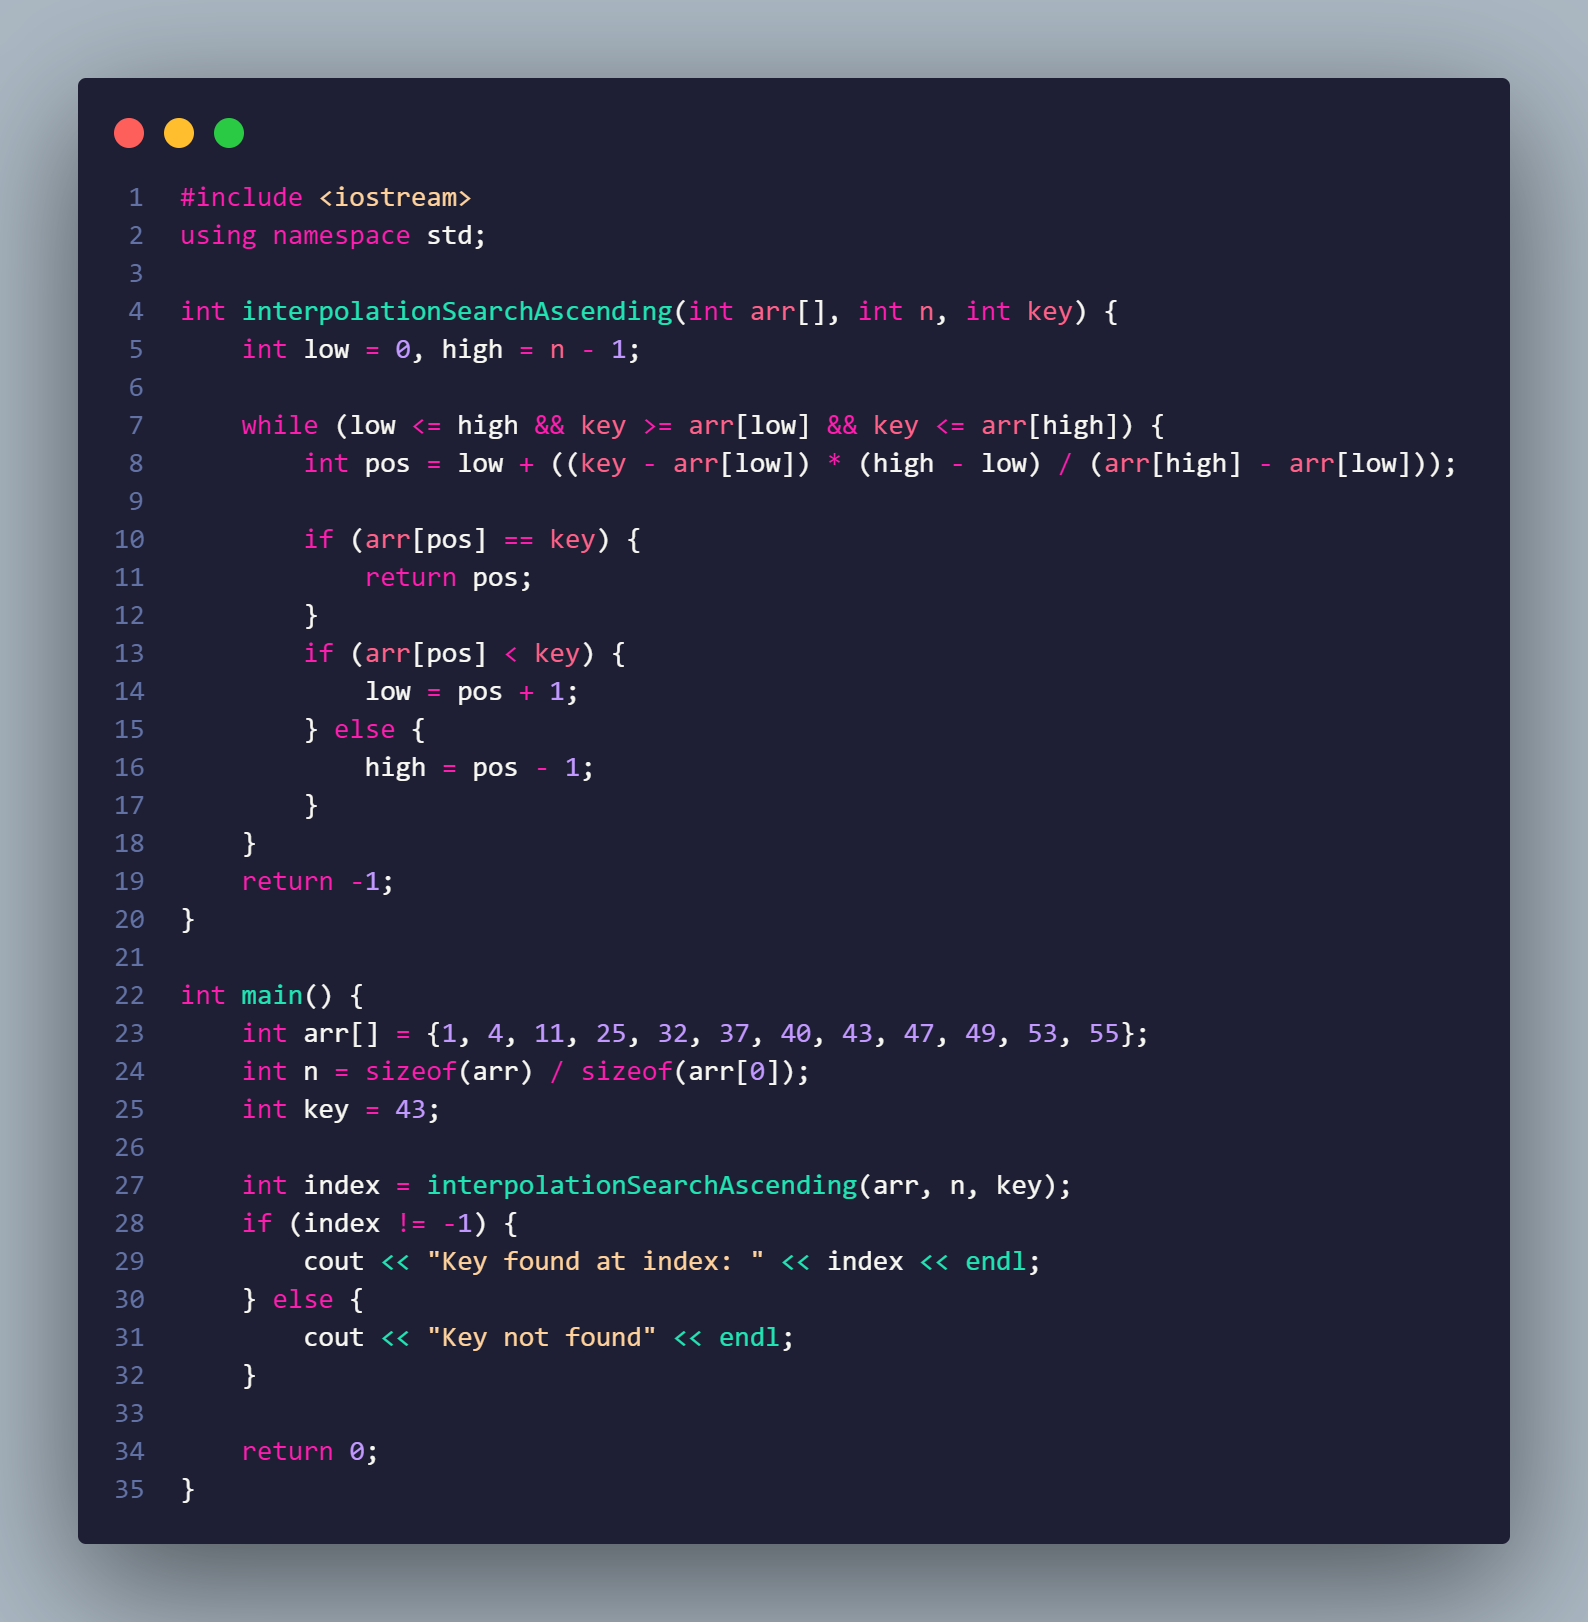 1 #include <iostream>
2 using namespace std;
3
4 int interpolationSearchAscending(int arr[], int n, int key) {
5     int low = 0, high = n - 1;
6
7     while (low <= high && key >= arr[low] && key <= arr[high]) {
8         int pos = low + ((key - arr[low]) * (high - low) / (arr[high] - arr[low]));
9
10         if (arr[pos] == key) {
11             return pos;
12         }
13         if (arr[pos] < key) {
14             low = pos + 1;
15         } else {
16             high = pos - 1;
17         }
18     }
19     return -1;
20 }
21
22 int main() {
23     int arr[] = {1, 4, 11, 25, 32, 37, 40, 43, 47, 49, 53, 55};
24     int n = sizeof(arr) / sizeof(arr[0]);
25     int key = 43;
26
27     int index = interpolationSearchAscending(arr, n, key);
28     if (index != -1) {
29         cout << "Key found at index: " << index << endl;
30     } else {
31         cout << "Key not found" << endl;
32     }
33
34     return 0;
35 }